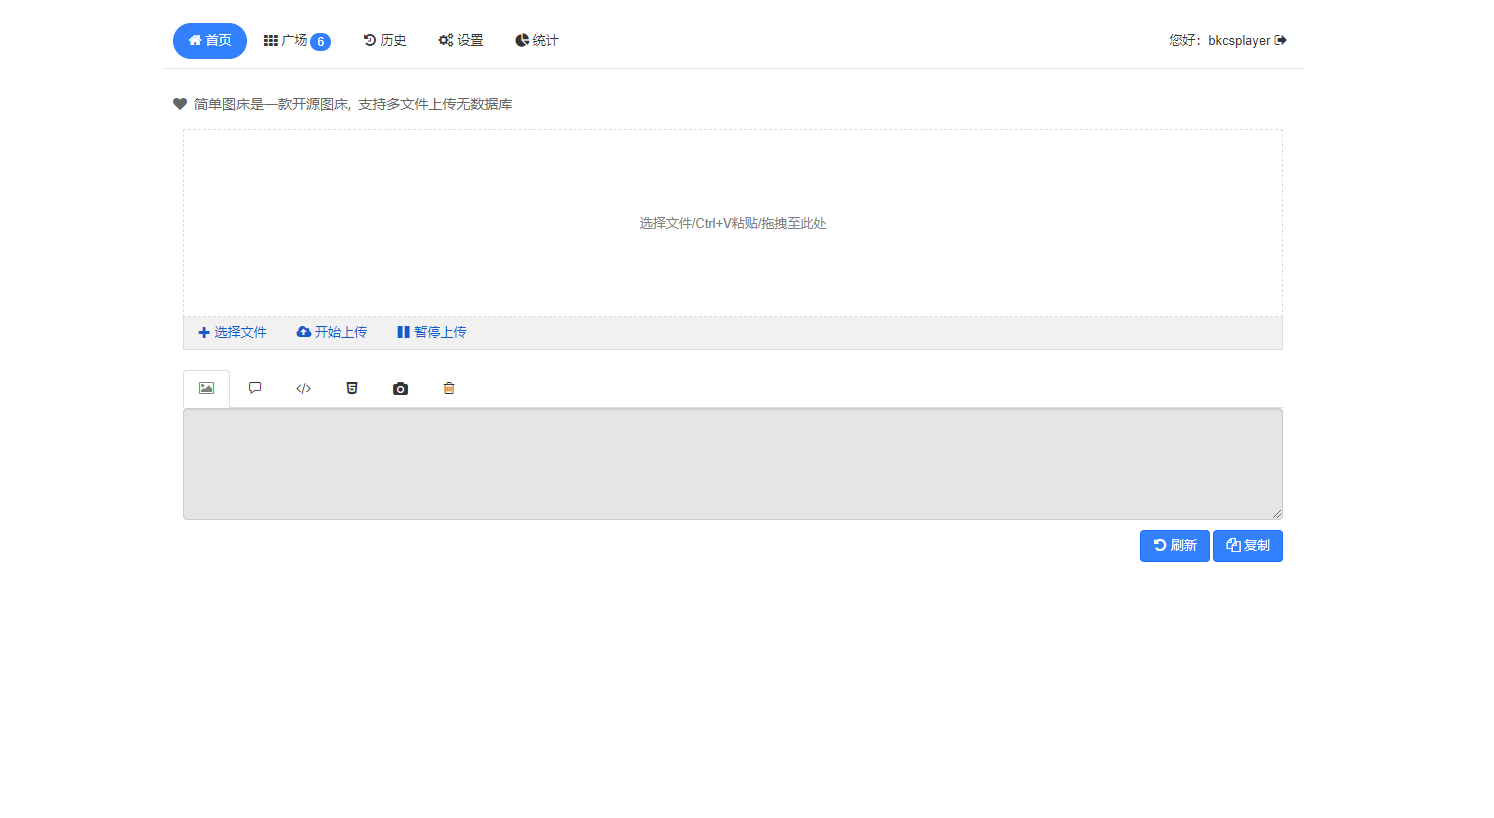 首页 广场 6 历史 设置 统计 您好：bkcsplayer
简单图床是一款开源图床，支持多文件上传无数据库
选择文件/Ctrl+V粘贴/拖拽至此处
选择文件 开始上传 暂停上传
刷新 复制